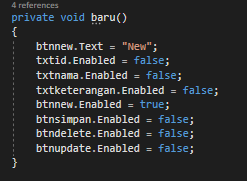 4 references
private void baru()
{
btnnew.Text = "New";
txtid.Enabled = false;
txtnama.Enabled = false;
txtketerangan.Enabled = false;
btnnew.Enabled = true;
btnsimpan.Enabled = false;
btndelete.Enabled = false;
btnupdate.Enabled = false;
}